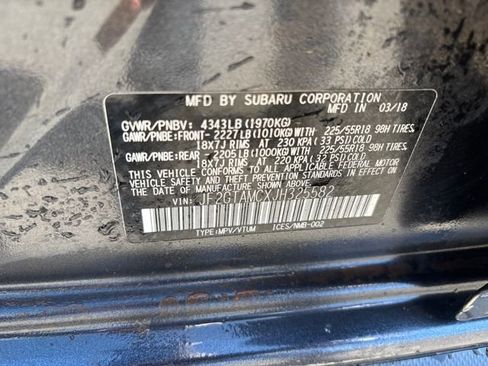 MFD BY SUBARU CORPORATION 03/18
GVWR/PNBV: 4343LB (1970KG)
GAWR/PNBE: FRONT- 2227LB (1010KG) WITH 225/55R18 98H TIRES,
18X7J RIMS AT 230 KPA (33 PSI) COLD
GAWR/PNBE: REAR - 2205LB (1000KG) WITH 225/55R18 98H TIRES,
18X7J RIMS AT 220 KPA (32 PSI) COLD
THIS VEHICLE CONFORMS TO ALL APPLICABLE FEDERAL MOTOR
VEHICLE SAFETY, BUMPER, AND THEFT PREVENTION
STANDARDS IN EFFECT ON THE DATE OF MANUFACTURE
SHOWN ABOVE.
VIN: JF2GTAMCXJH325582
TYPE:MPV/VTUM ICES/NMB-002